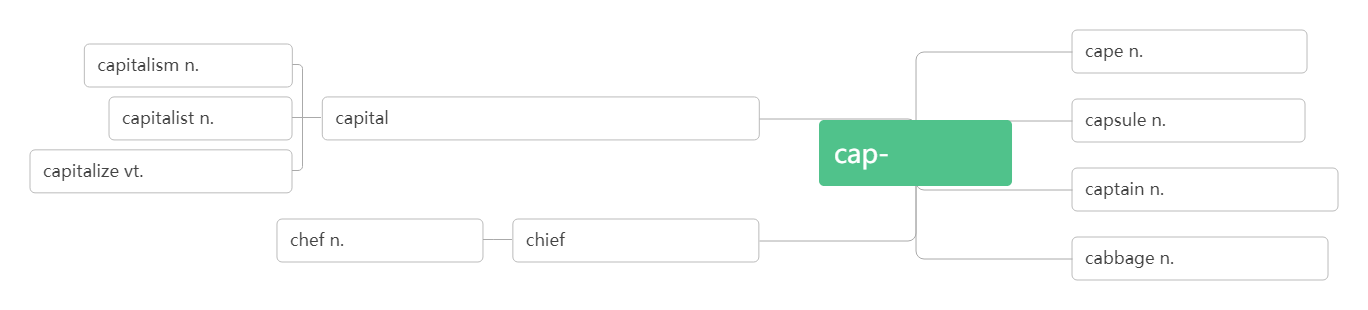 cap-
cape n.
capsule n.
captain n.
cabbage n.
capital
capitalism n.
capitalist n.
capitalize vt.
chief
chef n.